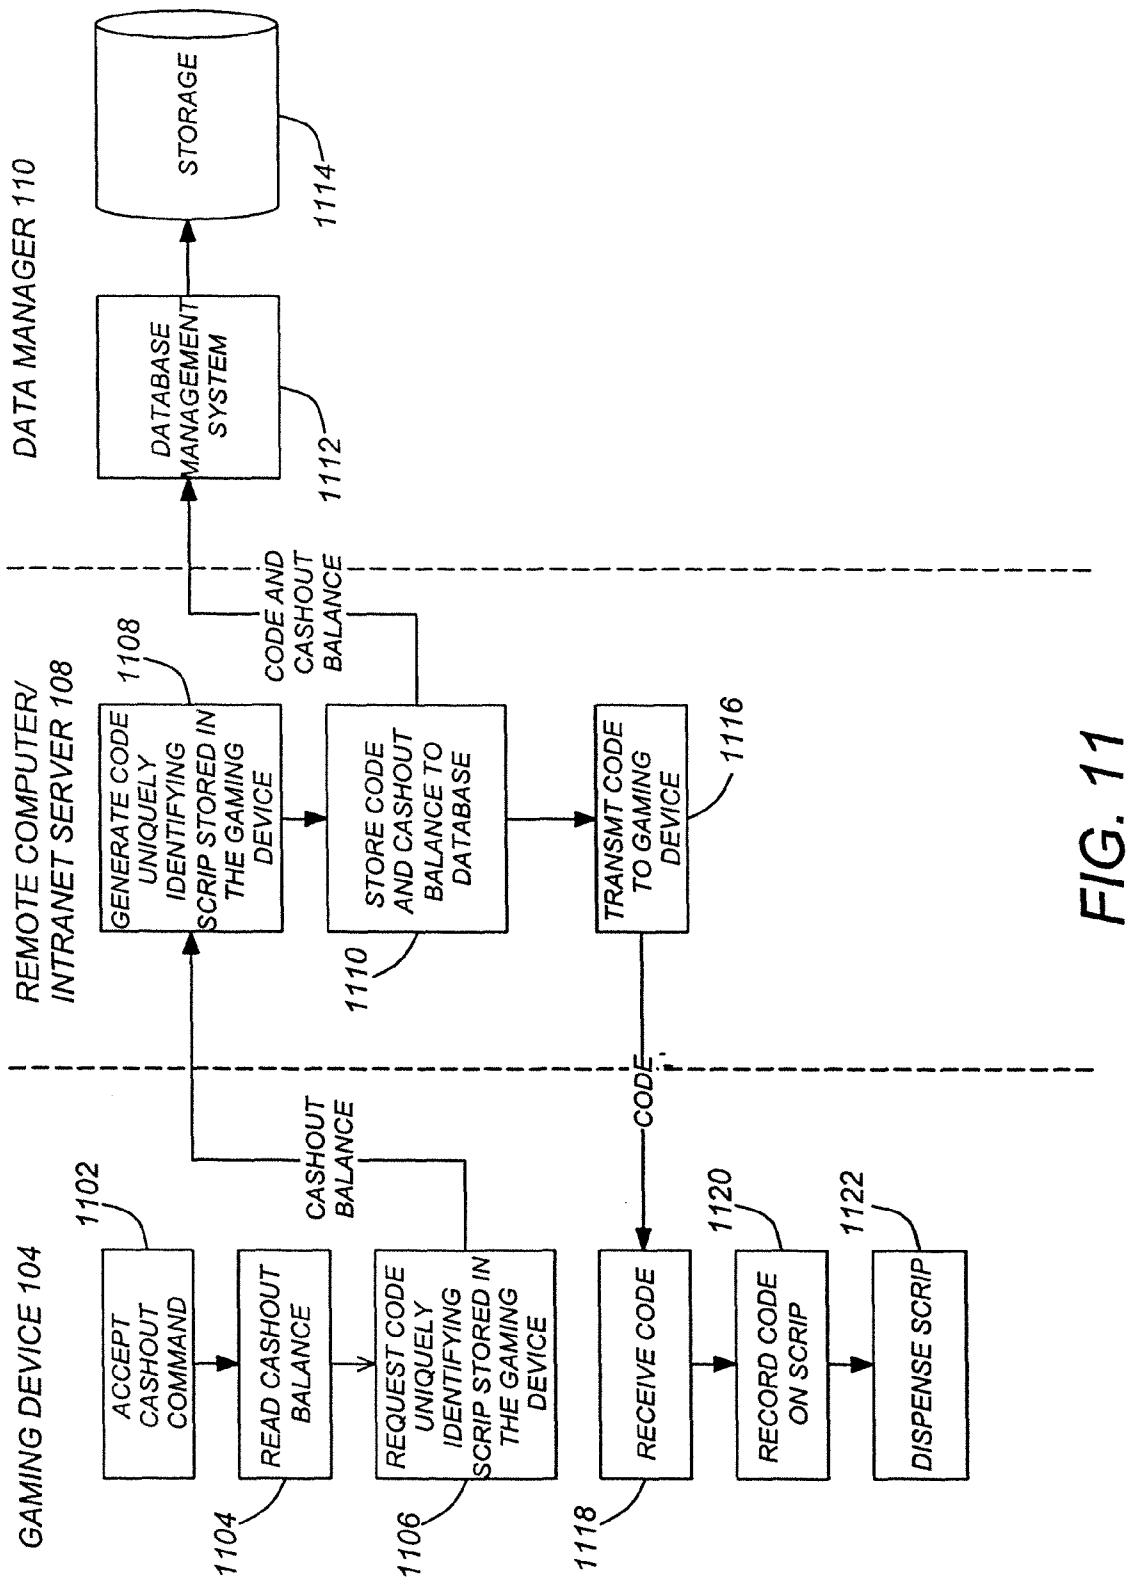 GAMING DEVICE 104
REMOTE COMPUTER/
INTRANET SERVER 108
DATA MANAGER 110
1102
ACCEPT
CASHOUT
COMMAND
1104
READ CASHOUT
BALANCE
1106
REQUEST CODE
UNIQUELY
IDENTIFYING
SCRIP STORED IN
THE GAMING
DEVICE
CASHOUT
BALANCE
1108
GENERATE CODE
UNIQUELY
IDENTIFYING
SCRIP STORED IN
THE GAMING
DEVICE
1110
STORE CODE
AND CASHOUT
BALANCE TO
DATABASE
CODE AND
CASHOUT
BALANCE
1112
DATABASE
MANAGEMENT
SYSTEM
1114
STORAGE
1116
TRANSMT CODE
TO GAMING
DEVICE
CODE
1118
RECEIVE CODE
1120
RECORD CODE
ON SCRIP
1122
DISPENSE SCRIP
FIG. 11